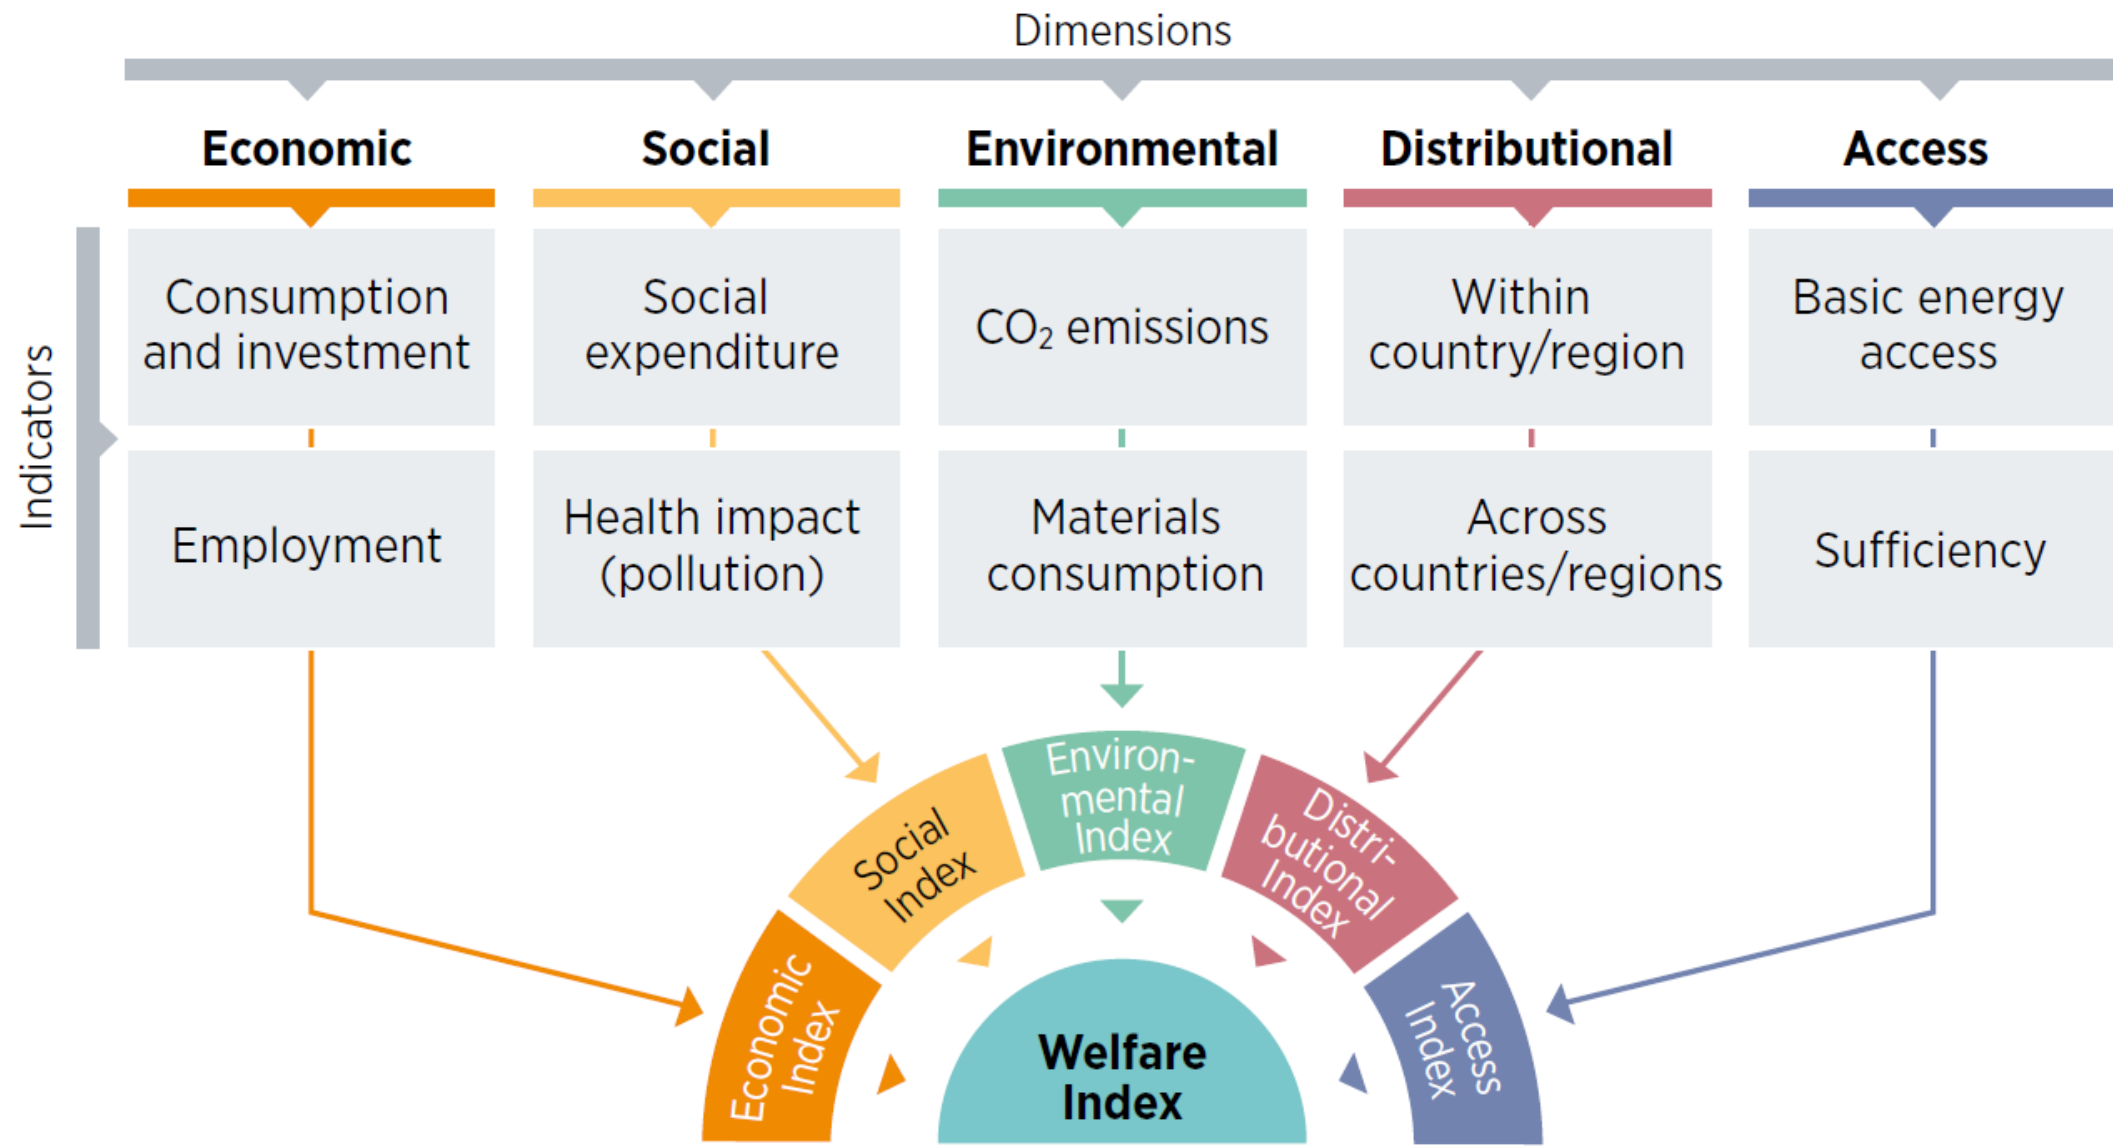 Dimensions
Economic
Social
Environmental
Distributional
Access
Indicators
Consumption
and investment
Social
expenditure
CO₂ emissions
Within
country/region
Basic energy
access
Employment
Health impact
(pollution)
Materials
consumption
Across
countries/regions
Sufficiency
Economic
Index
Social
Index
Environ-
mental
Index
Distri-
butional
Index
Access
Index
Welfare
Index